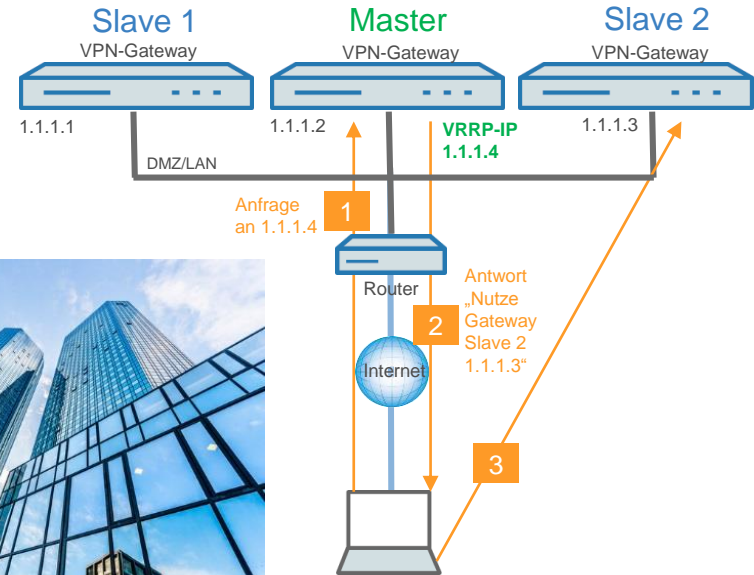 Slave 1
Master
Slave 2
VPN-Gateway
VPN-Gateway
VPN-Gateway
1.1.1.1
1.1.1.2
VRRP-IP
1.1.1.4
1.1.1.3
DMZ/LAN
Anfrage
an 1.1.1.4
1
Router
Antwort
„Nutze
Gateway
Slave 2
1.1.1.3“
2
Internet
3